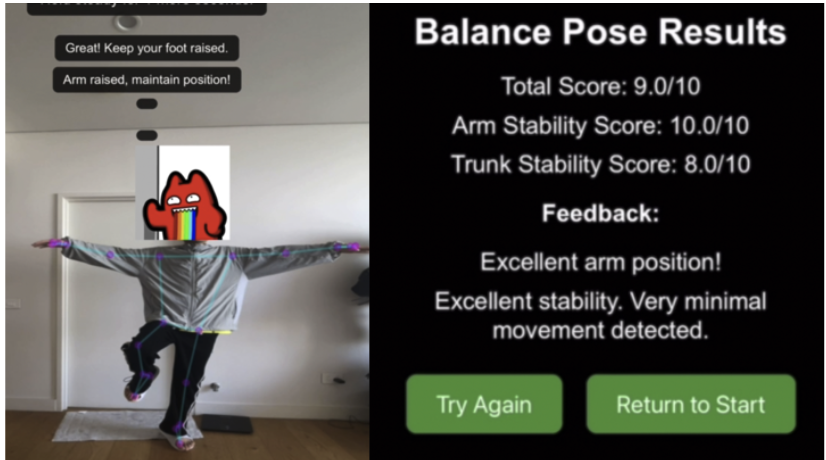 Great! Keep your foot raised.
Arm raised, maintain position!
Balance Pose Results
Total Score: 9.0/10
Arm Stability Score: 10.0/10
Trunk Stability Score: 8.0/10
Feedback:
Excellent arm position!
Excellent stability. Very minimal
movement detected.
Try Again
Return to Start